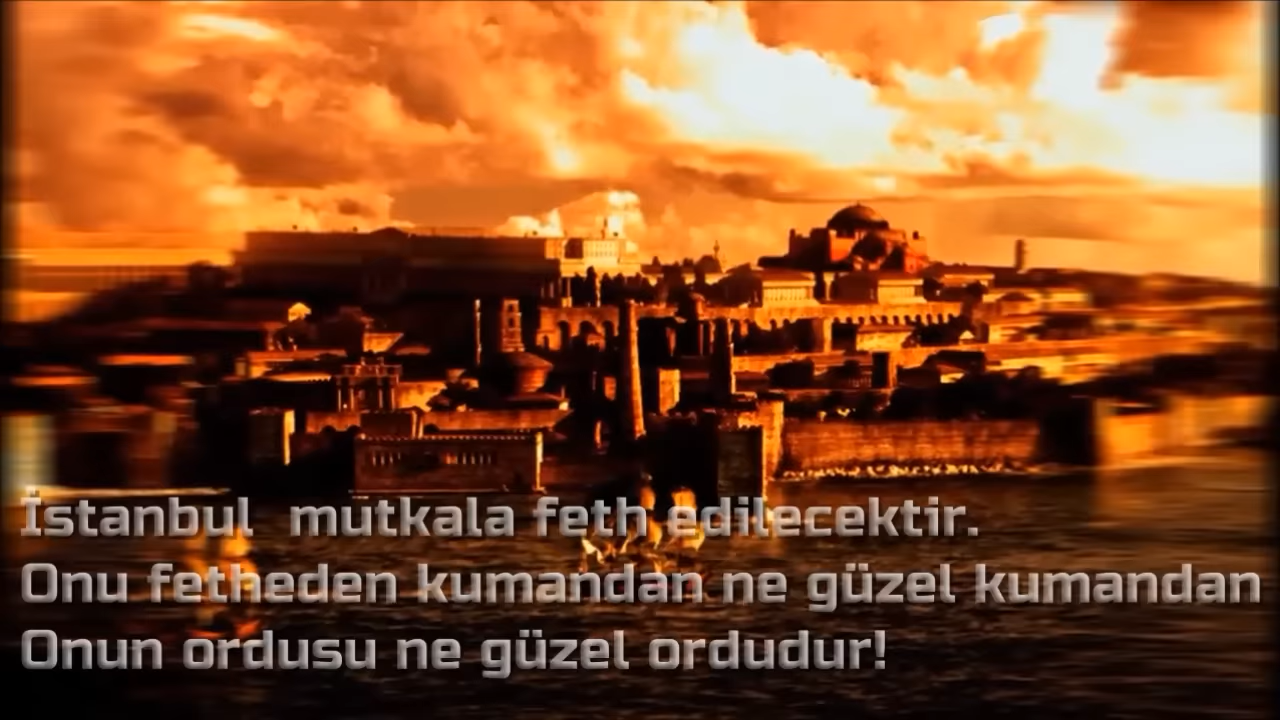 İstanbul  mutkala feth edilecektir.
Onu fetheden kumandan ne güzel kumandan
Onun ordusu ne güzel ordudur!